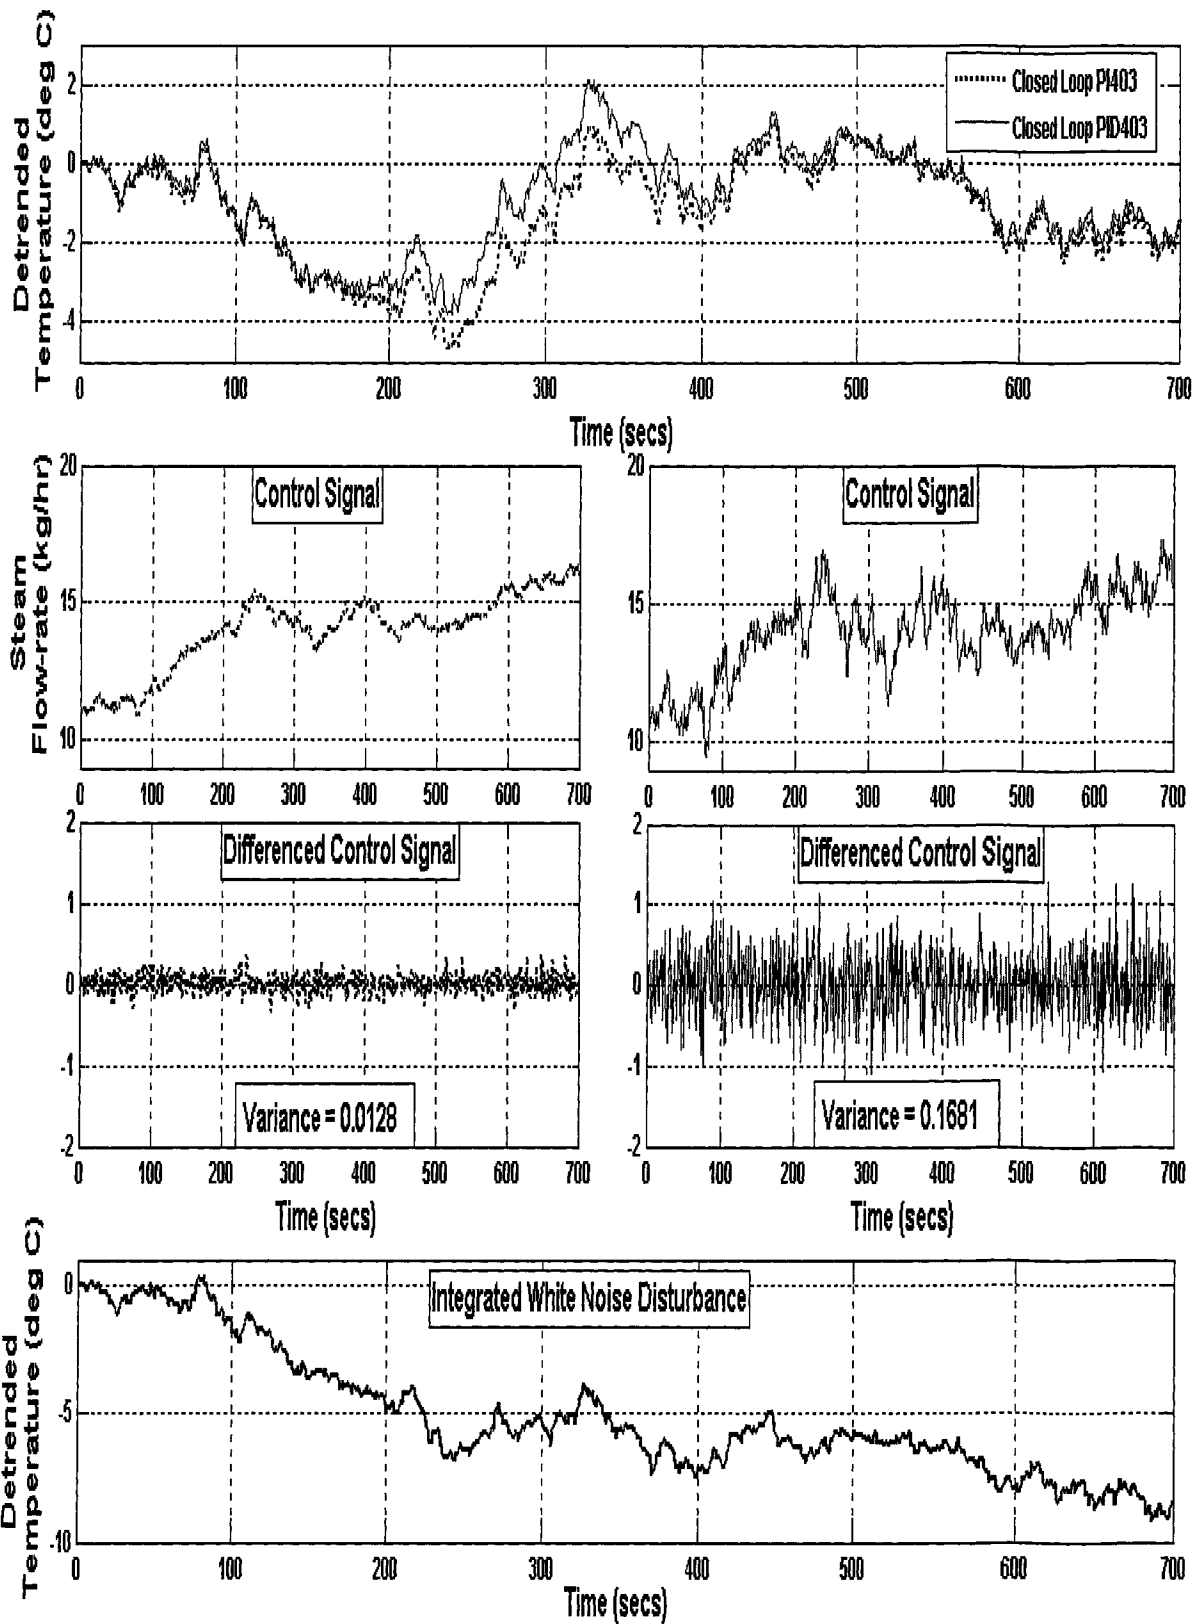 Detrended
Temperature (deg C)
2
0
-2
-4
Closed Loop PI403
Closed Loop PID403
0 100 200 300 400 500 600 700
Time (secs)
Steam
Flow-rate (kg/hr)
20
15
10
Control Signal
0 100 200 300 400 500 600 700
20
15
10
Control Signal
0 100 200 300 400 500 600 700
2
1
0
-1
-2
Differenced Control Signal
Variance = 0.0128
0 100 200 300 400 500 600 700
Time (secs)
2
1
0
-1
-2
Differenced Control Signal
Variance = 0.1681
0 100 200 300 400 500 600 700
Time (secs)
Detrended
Temperature (deg C)
0
-5
-10
Integrated White Noise Disturbance
0 100 200 300 400 500 600 700
Time (secs)